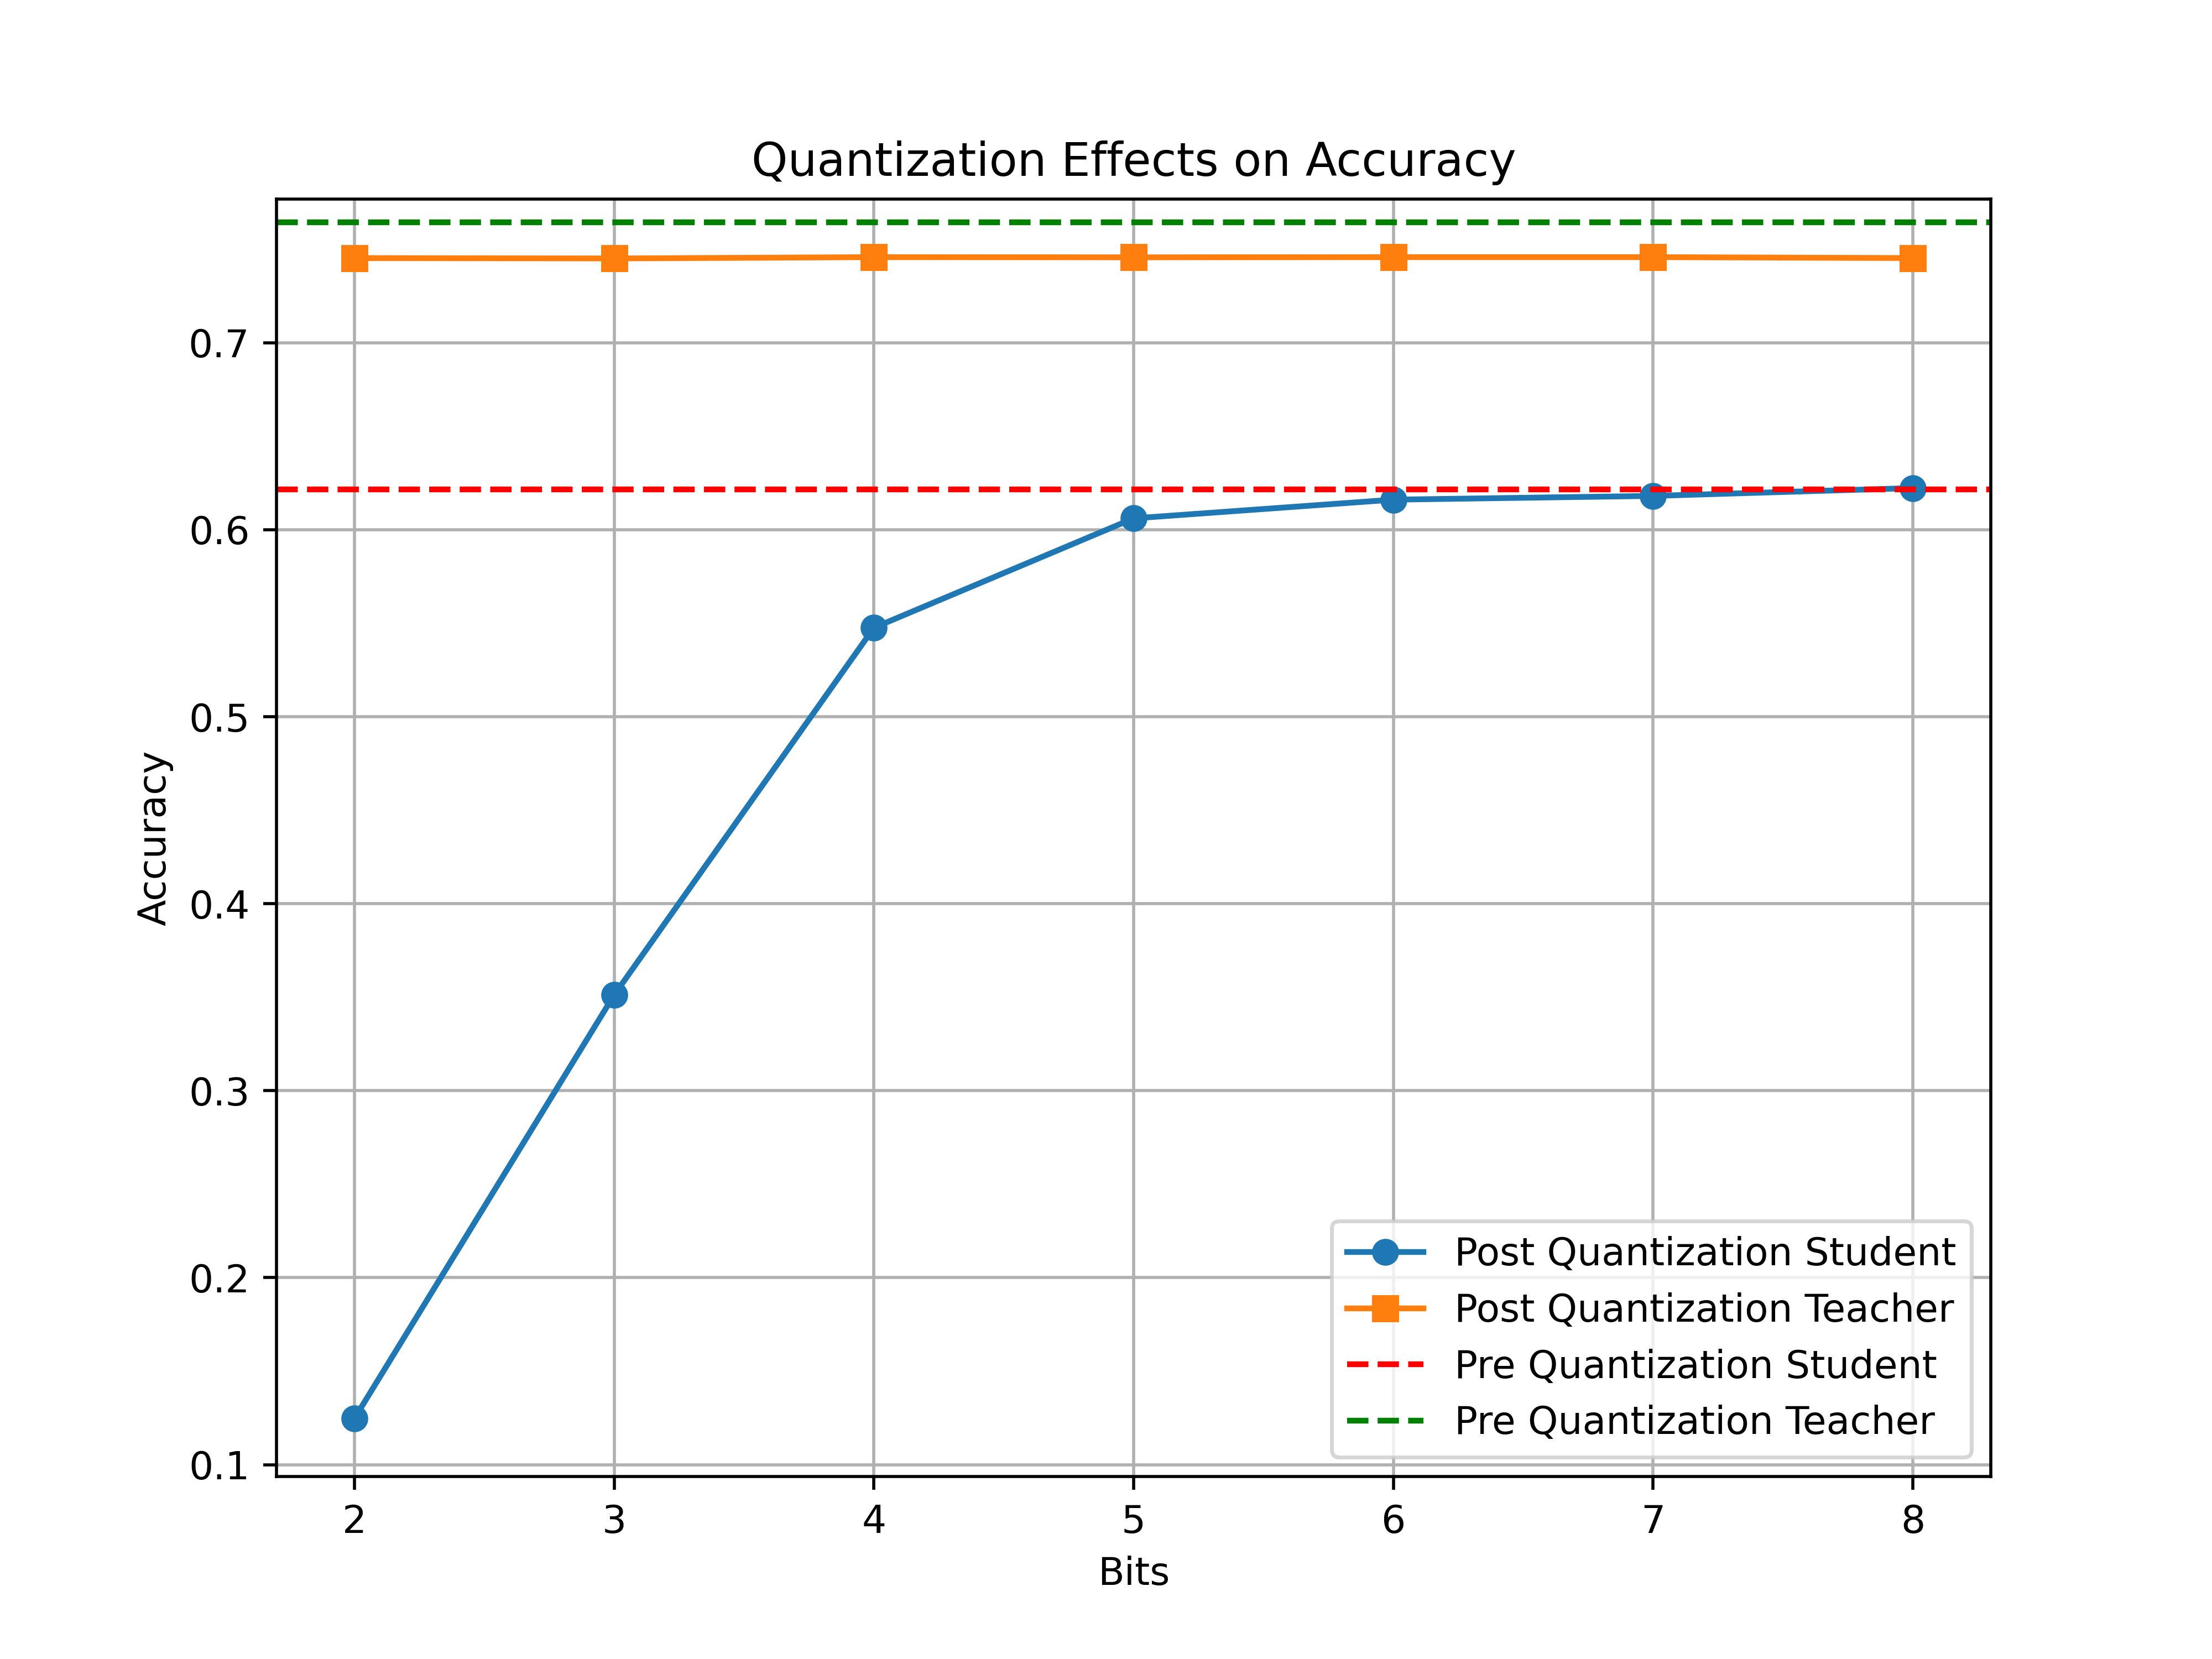 Quantization Effects on Accuracy
Accuracy
0.7
0.6
0.5
0.4
0.3
0.2
0.1
2 3 4 5 6 7 8
Bits
Post Quantization Student
Post Quantization Teacher
Pre Quantization Student
Pre Quantization Teacher